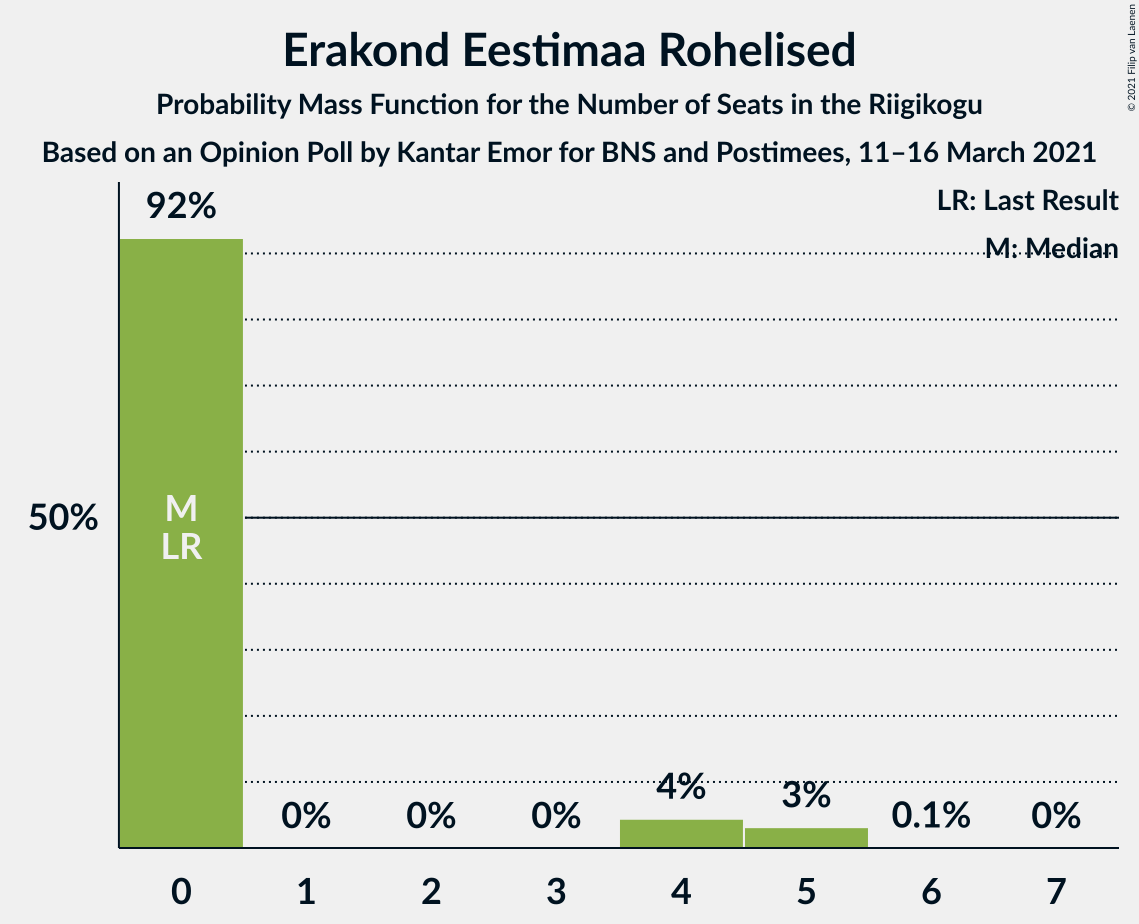 Erakond Eestimaa Rohelised
Probability Mass Function for the Number of Seats in the Riigikogu
Based on an Opinion Poll by Kantar Emor for BNS and Postimees, 11–16 March 2021
© 2021 Filip van Laenen
LR: Last Result
M: Median
92%
50%
M
LR
0%
0%
0%
4%
3%
0.1%
0%
0
1
2
3
4
5
6
7